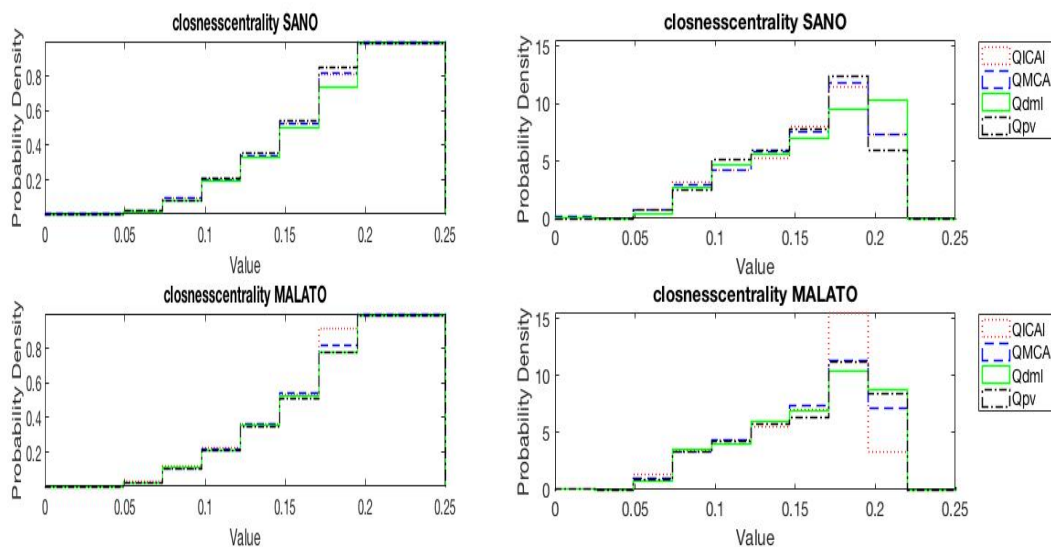 closnesscentrality SANO
Probability Density
0.8
0.6
0.4
0.2
0 0.05 0.1 0.15 0.2 0.25
Value
closnesscentrality SANO
Probability Density
15
10
5
0
0 0.05 0.1 0.15 0.2 0.25
Value
QICAI
QMCA
Qdml
Qpv
closnesscentrality MALATO
Probability Density
0.8
0.6
0.4
0.2
0 0.05 0.1 0.15 0.2 0.25
Value
closnesscentrality MALATO
Probability Density
15
10
5
0
0 0.05 0.1 0.15 0.2 0.25
Value
QICAI
QMCA
Qdml
Qpv